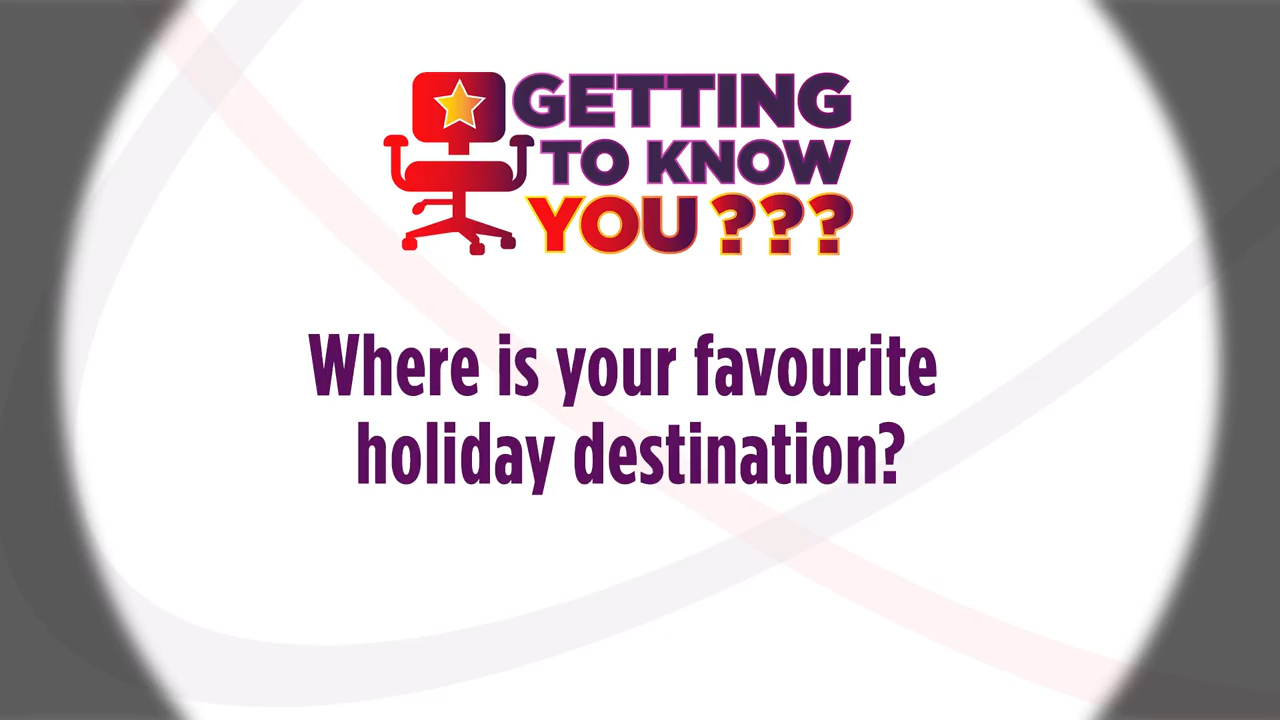 GETTING
TO KNOW
YOU ???
Where is your favourite
holiday destination?